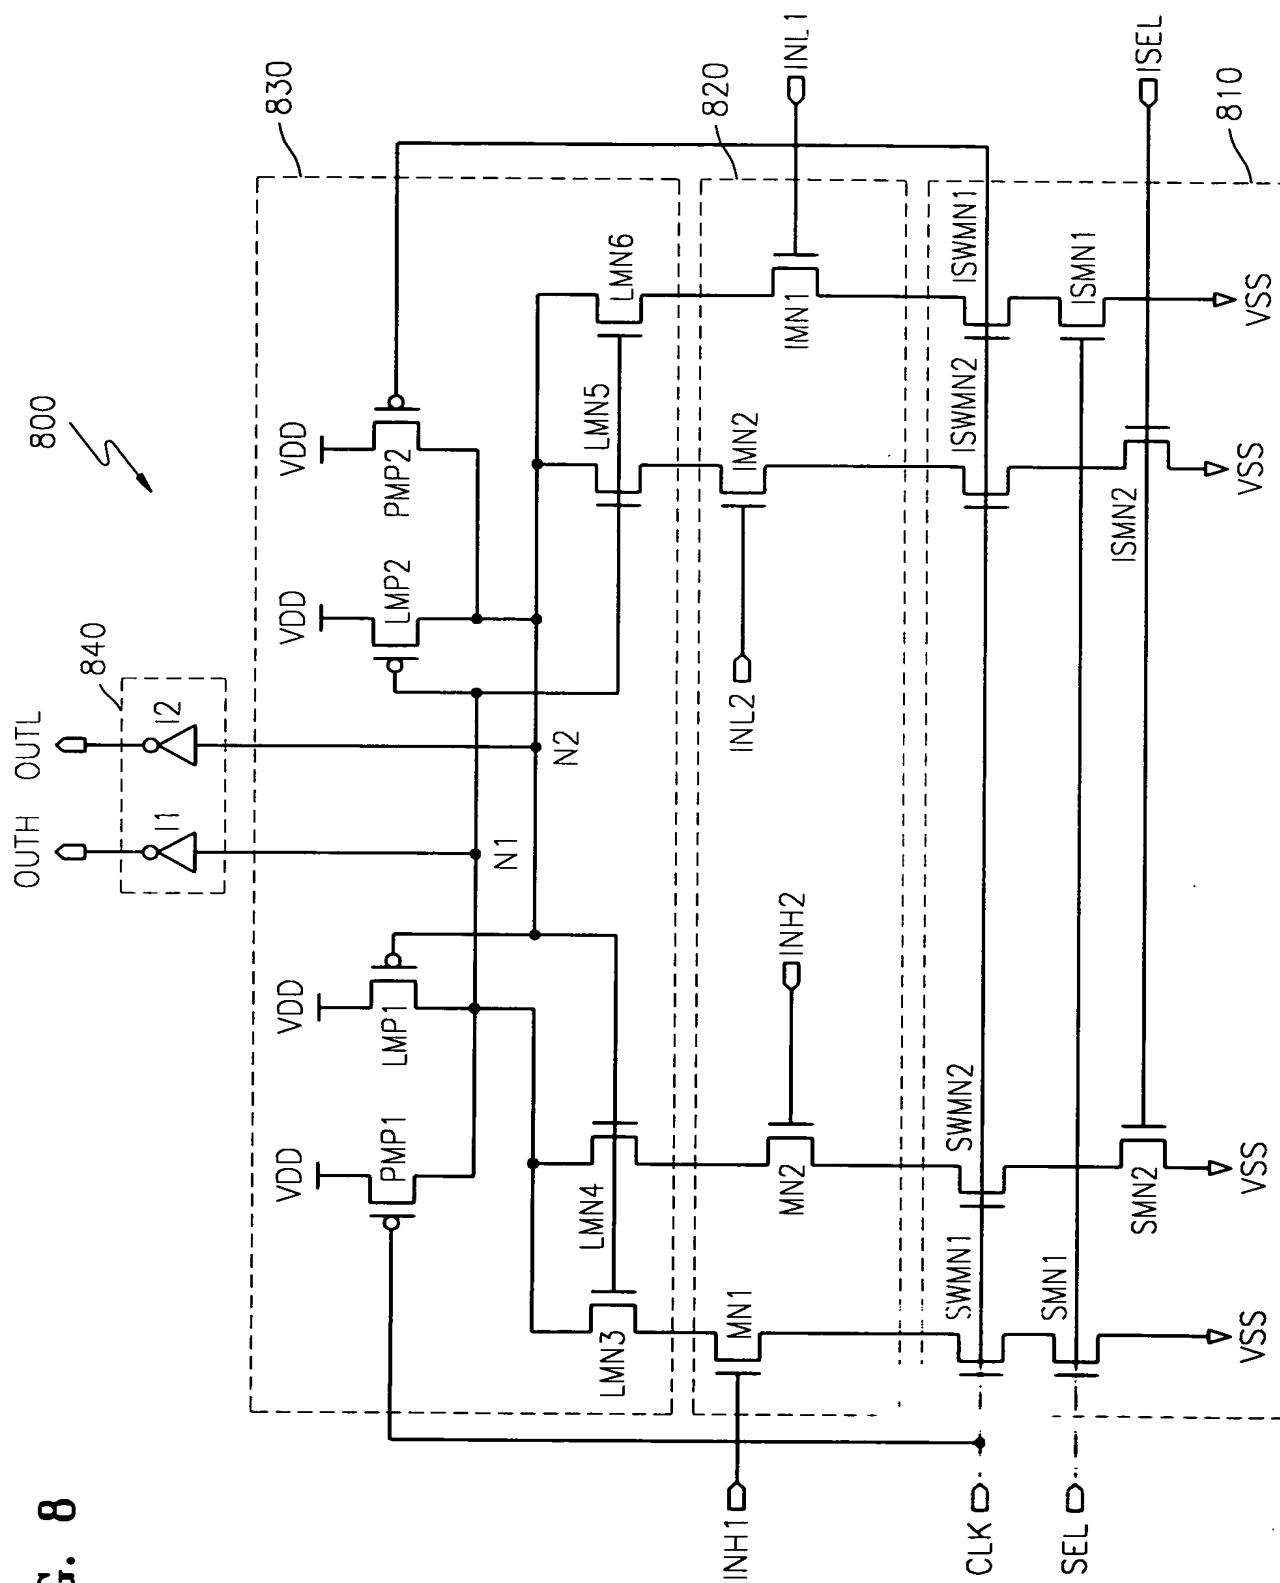 G. 8
800
OUTH OUTL
840
I1
I2
830
VDD
VDD
VDD
VDD
PMP1
LMP1
LMP2
PMP2
N1
N2
LMN3
LMN4
LMN5
LMN6
820
INH1
MN1
MN2
INH2
INL2
IMN2
IMN1
INL1
CLK
SWMN1
SWMN2
ISWMN2
ISWMN1
SEL
SMN1
SMN2
ISMN2
ISMN1
ISEL
810
VSS
VSS
VSS
VSS